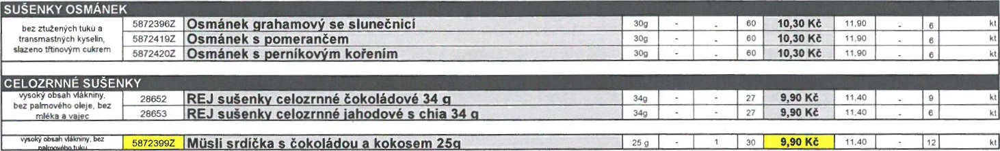 SUŠENKY OSMÁNEK
bez ztužených tuků a
transmastných kyselin,
slazeno třtinovým cukrem
5872396Z Osmánek grahamový se slunečnicí 30g - - 60 10,30 Kč 11,90 - 6 kt
5872419Z Osmánek s pomerančem 30g - - 60 10,30 Kč 11,90 - 6 kt
5872420Z Osmánek s perníkovým kořením 30g - - 60 10,30 Kč 11,90 - 6 kt
CELOZRNNÉ SUŠENKY
vysoký obsah vlákniny,
bez palmového oleje, bez
mléka a vajec
28652 REJ sušenky celozrnné čokoládové 34 g 34g - - 27 9,90 Kč 11,40 - 9 kt
28653 REJ sušenky celozrnné jahodové s chia 34 g 34g - - 27 9,90 Kč 11,40 - 6 kt
vysoký obsah vlákniny, bez
palmového tuku
5872399Z Müsli srdíčka s čokoládou a kokosem 25g 25 g - 1 30 9,90 Kč 11,40 - 12 kt